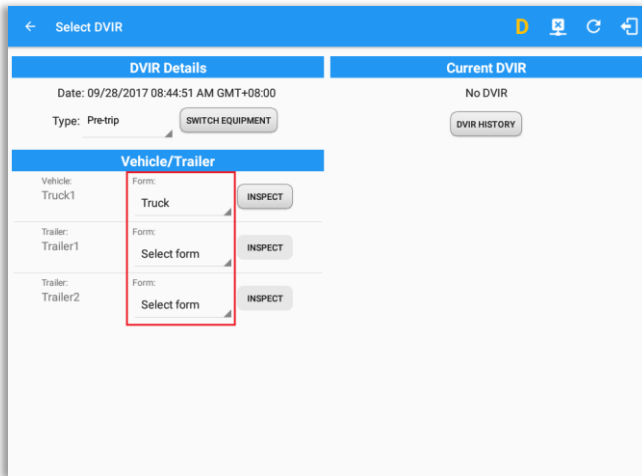 Select DVIR
D
DVIR Details
Date: 09/28/2017 08:44:51 AM GMT+08:00
Type: Pre-trip
SWITCH EQUIPMENT
Current DVIR
No DVIR
DVIR HISTORY
Vehicle/Trailer
Vehicle:
Truck1
Form:
Truck
INSPECT
Trailer:
Trailer1
Form:
Select form
INSPECT
Trailer:
Trailer2
Form:
Select form
INSPECT